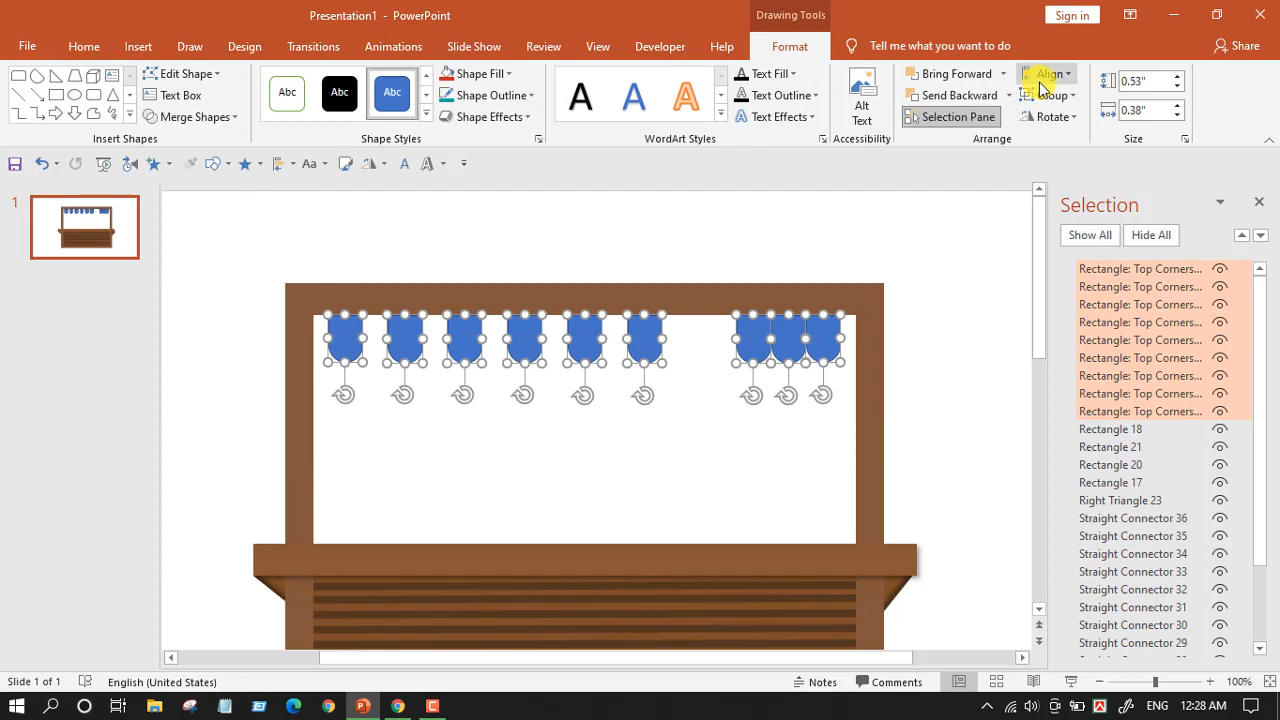 Presentation1 - PowerPoint
Drawing Tools
Sign in
File Home Insert Draw Design Transitions Animations Slide Show Review View Developer Help Format Tell me what you want to do Share
Edit Shape
Text Box
Merge Shapes
Insert Shapes
Abc Abc Abc
Shape Fill
Shape Outline
Shape Effects
Shape Styles
A A A
Text Fill
Text Outline
Text Effects
WordArt Styles
Alt Text
Accessibility
Bring Forward
Send Backward
Selection Pane
Align
Group
Rotate
Arrange
0.53"
0.38"
Size
Aa A A
1
Selection
Show All Hide All
Rectangle: Top Corners...
Rectangle: Top Corners...
Rectangle: Top Corners...
Rectangle: Top Corners...
Rectangle: Top Corners...
Rectangle: Top Corners...
Rectangle: Top Corners...
Rectangle: Top Corners...
Rectangle: Top Corners...
Rectangle 18
Rectangle 21
Rectangle 20
Rectangle 17
Right Triangle 23
Straight Connector 36
Straight Connector 35
Straight Connector 34
Straight Connector 33
Straight Connector 32
Straight Connector 31
Straight Connector 30
Straight Connector 29
Slide 1 of 1 English (United States) Notes Comments 100%
ENG 12:28 AM